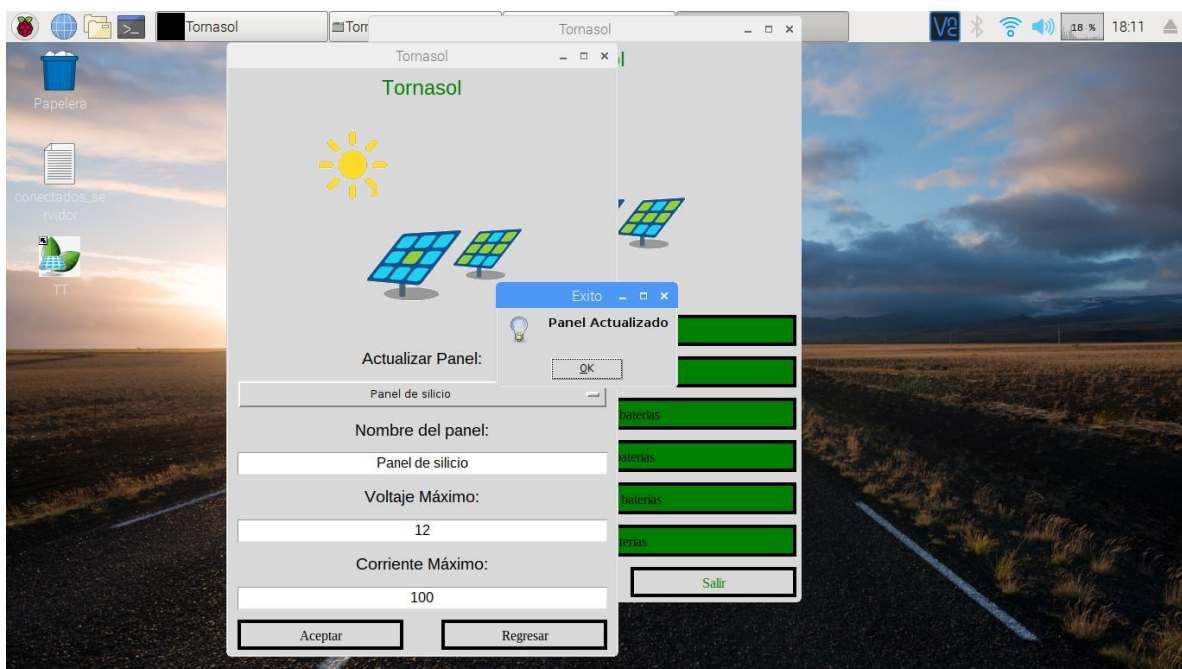 Tornasol
Torr
Tornasol
18 %
18:11
Tornasol
Tornasol
Papelera
conectados_se
rvidor
TT
Exito
Panel Actualizado
OK
Actualizar Panel:
Panel de silicio
Nombre del panel:
Panel de silicio
Voltaje Máximo:
12
Corriente Máximo:
100
Aceptar
Regresar
baterias
baterias
baterias
terias
Salir